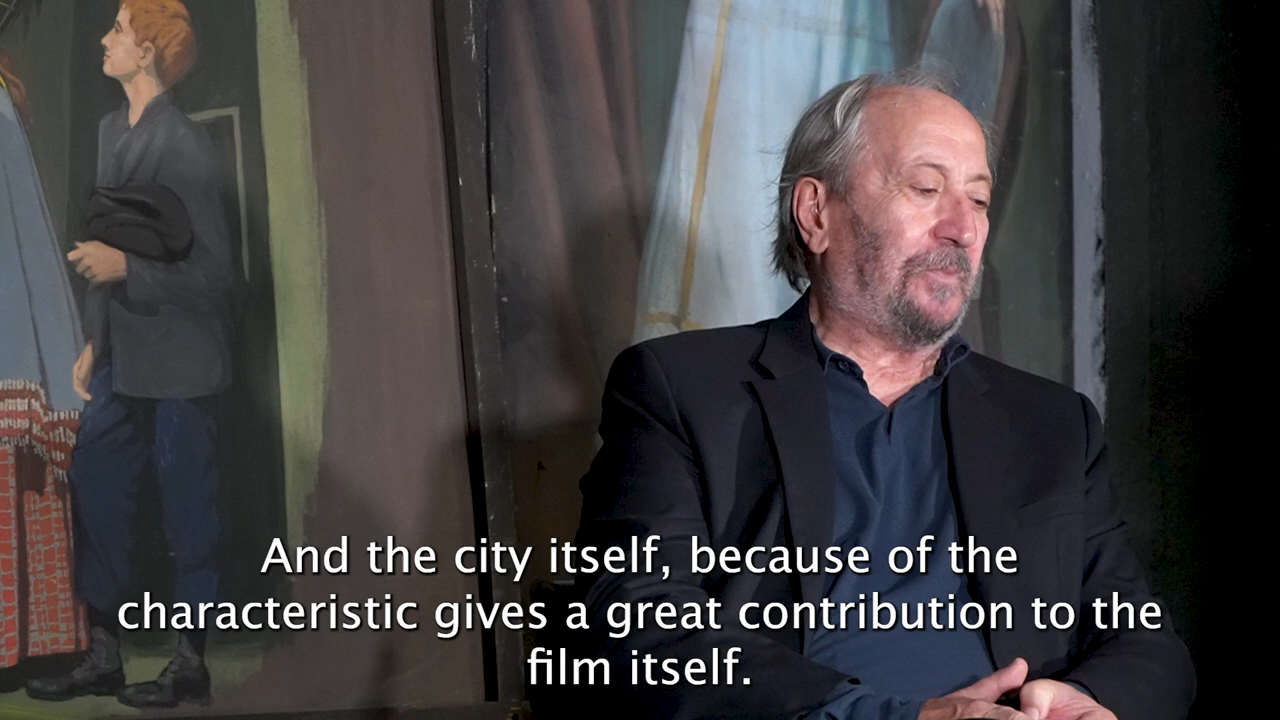 And the city itself, because of the
characteristic gives a great contribution to the
film itself.